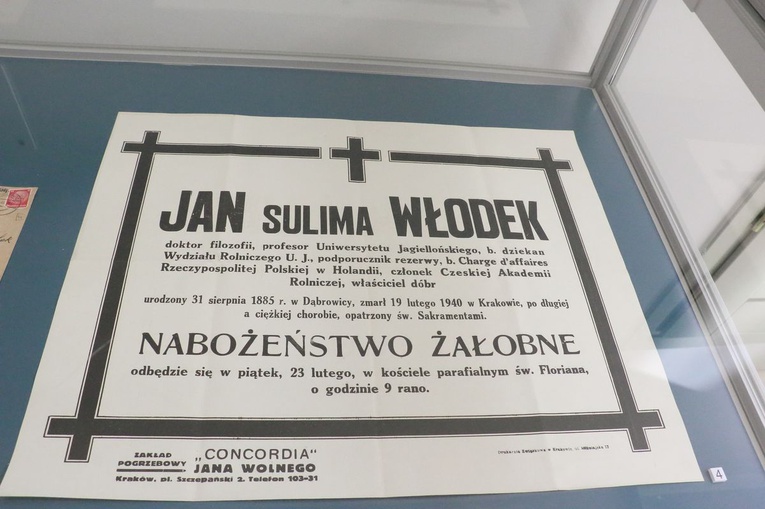 JAN SULIMA WŁODEK
doktor filozofii, profesor Uniwersytetu Jagiellońskiego, b. dziekan
Wydziału Rolniczego U. J., podporucznik rezerwy, b. Charge d'affaires
Rzeczypospolitej Polskiej w Holandii, członek Czeskiej Akademii
Rolniczej, właściciel dóbr
urodzony 31 sierpnia 1885 r. w Dąbrowicy, zmarł 19 lutego 1940 w Krakowie, po długiej
a ciężkiej chorobie, opatrzony św. Sakramentami.
NABOŻEŃSTWO ŻAŁOBNE
odbędzie się w piątek, 23 lutego, w kościele parafialnym św. Floriana,
o godzinie 9 rano.
ZAKŁAD POGRZEBOWY „CONCORDIA"
JANA WOLNEGO
Kraków, pl. Szczepański 2. Telefon 103-31
4